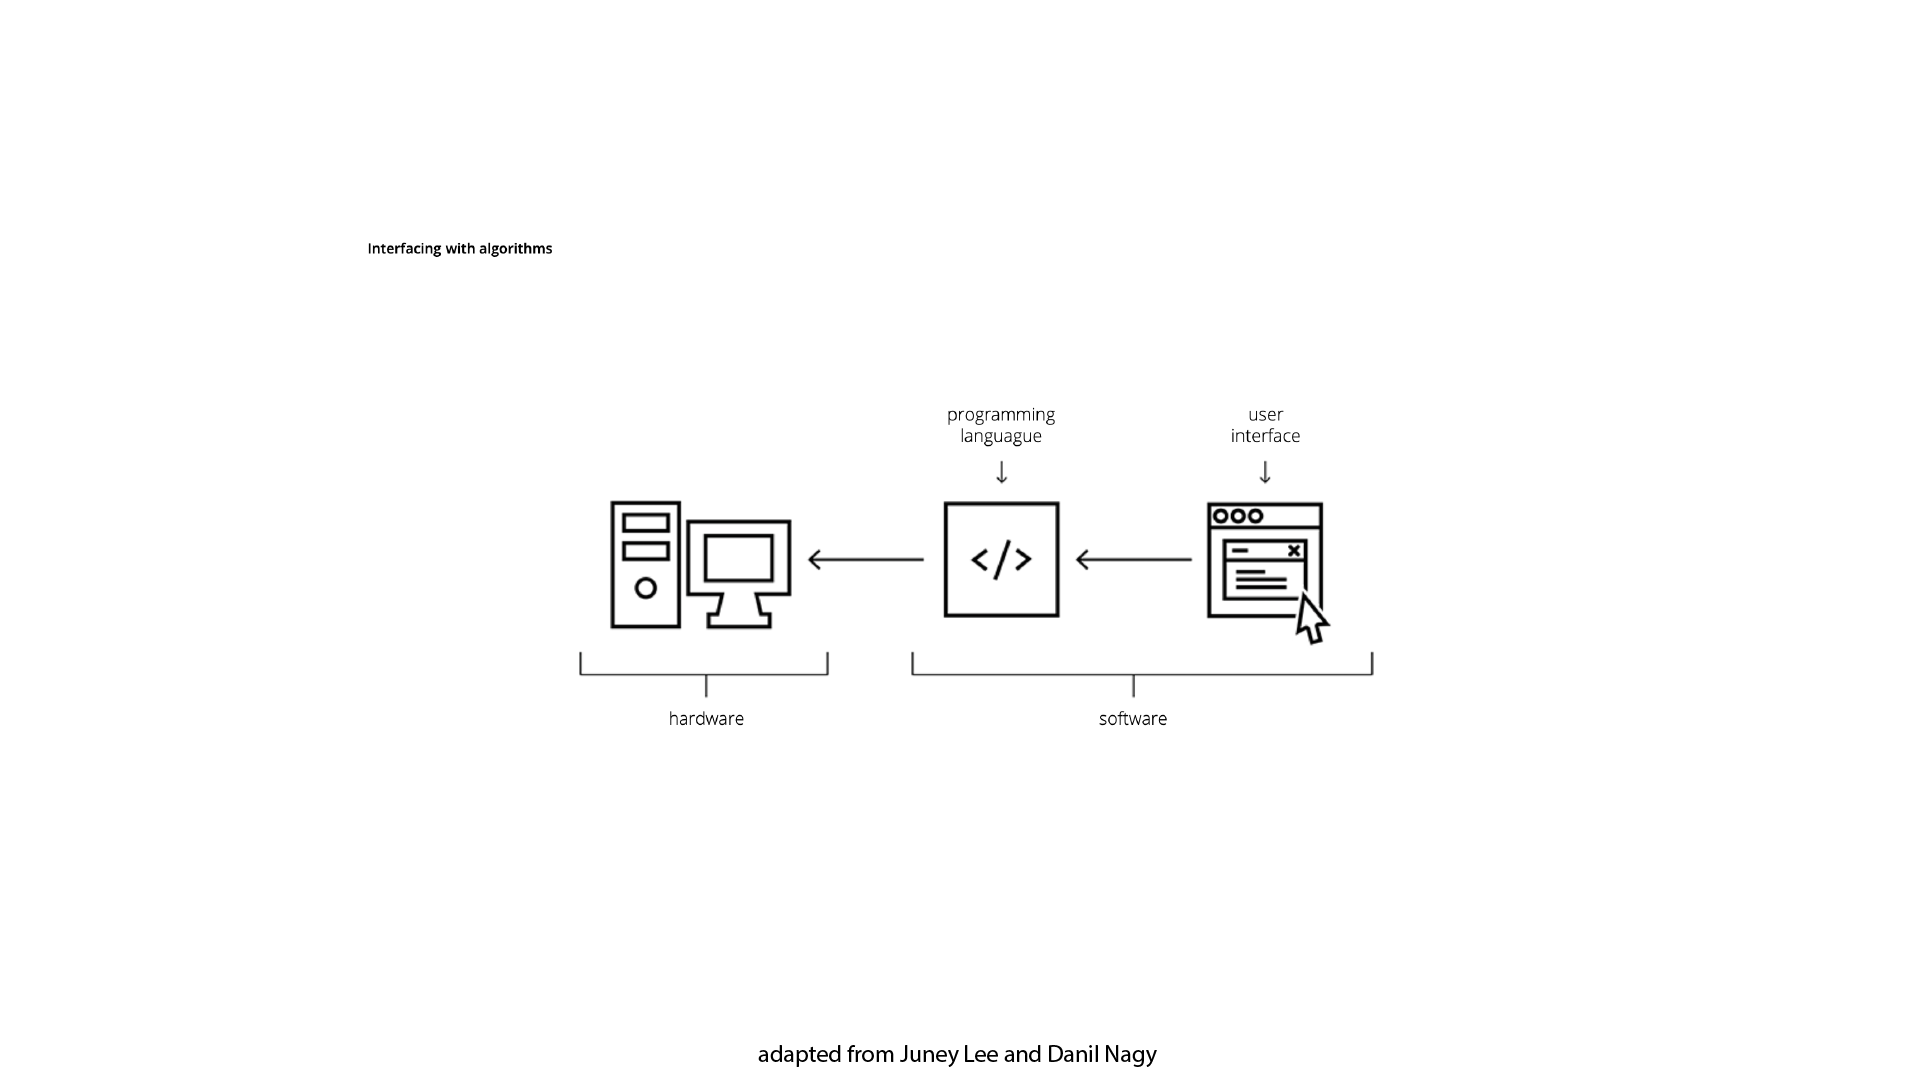 Interfacing with algorithms
programming
languague
user
interface
</>
hardware
software
adapted from Juney Lee and Danil Nagy